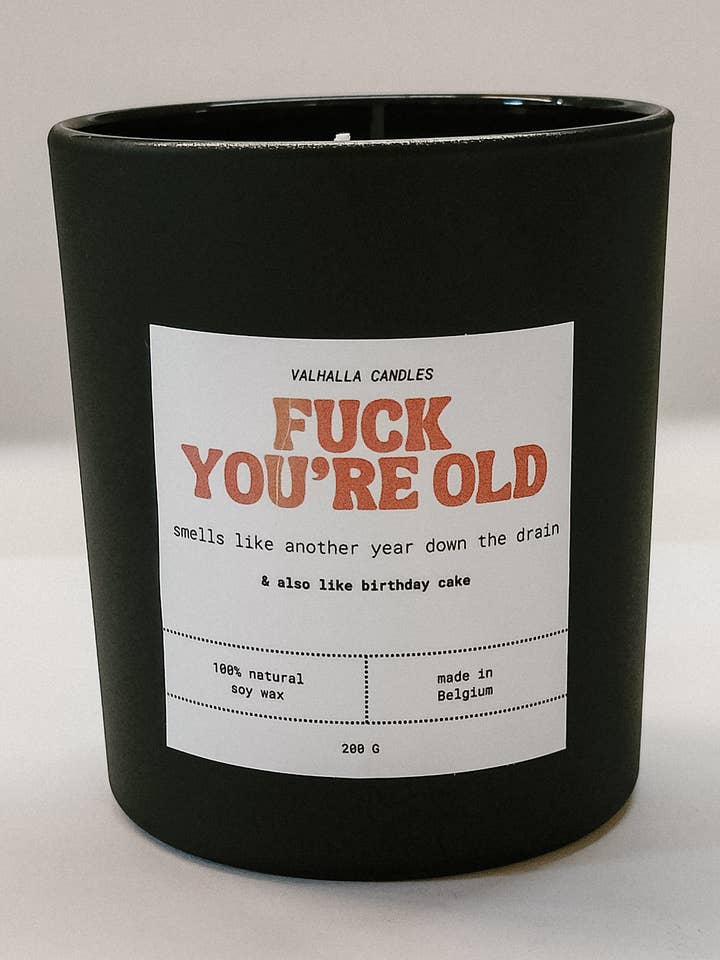 VALHALLA CANDLES
FUCK
YOU'RE OLD
smells like another year down the drain
& also like birthday cake
100% natural
soy wax
made in
Belgium
200 G